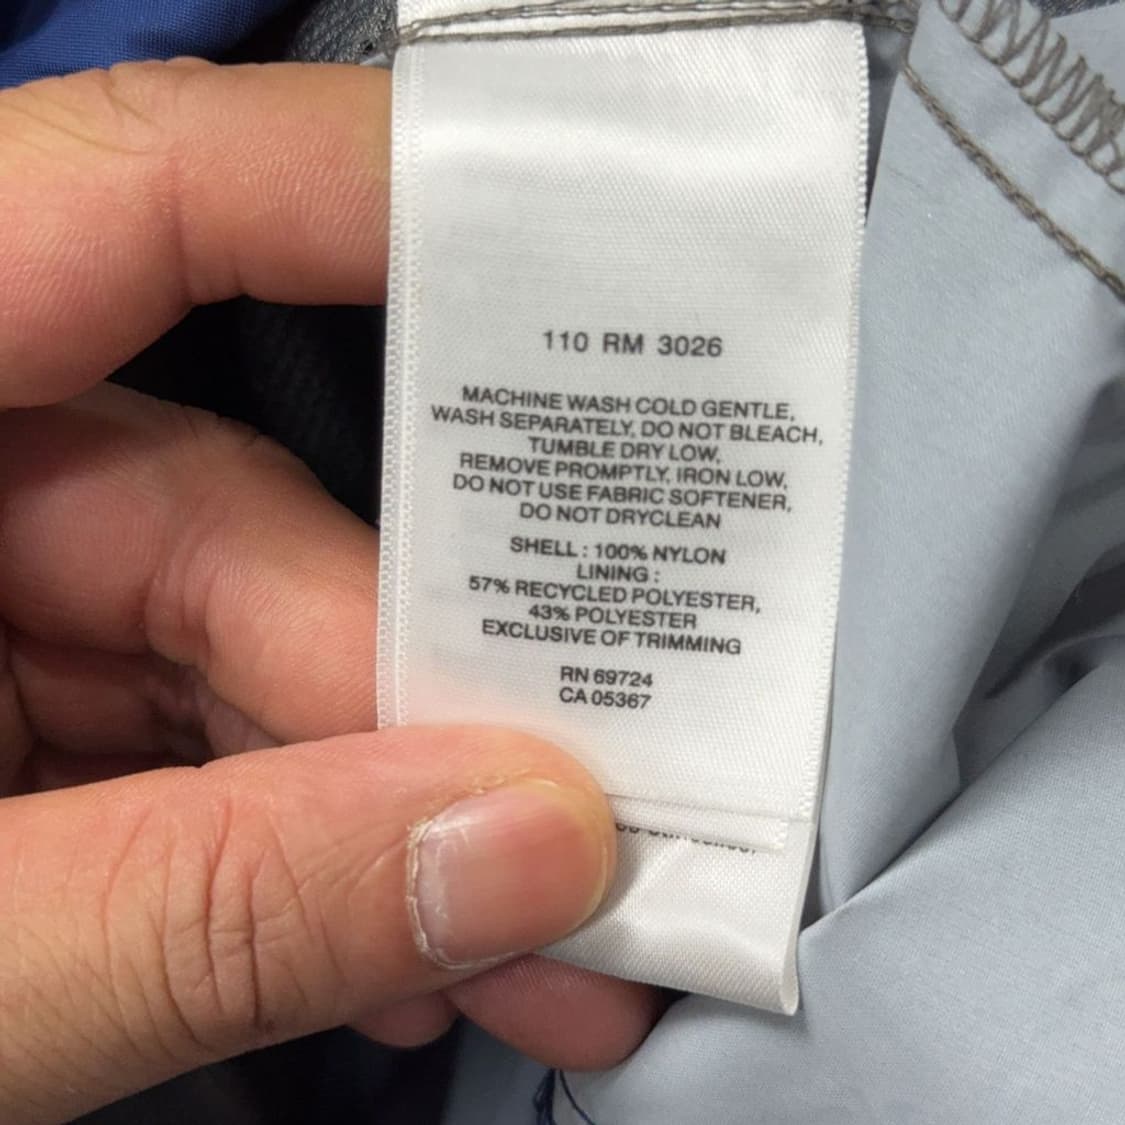 110 RM 3026
MACHINE WASH COLD GENTLE,
WASH SEPARATELY, DO NOT BLEACH,
TUMBLE DRY LOW,
REMOVE PROMPTLY, IRON LOW,
DO NOT USE FABRIC SOFTENER,
DO NOT DRYCLEAN
SHELL : 100% NYLON
LINING :
57% RECYCLED POLYESTER,
43% POLYESTER
EXCLUSIVE OF TRIMMING
RN 69724
CA 05367